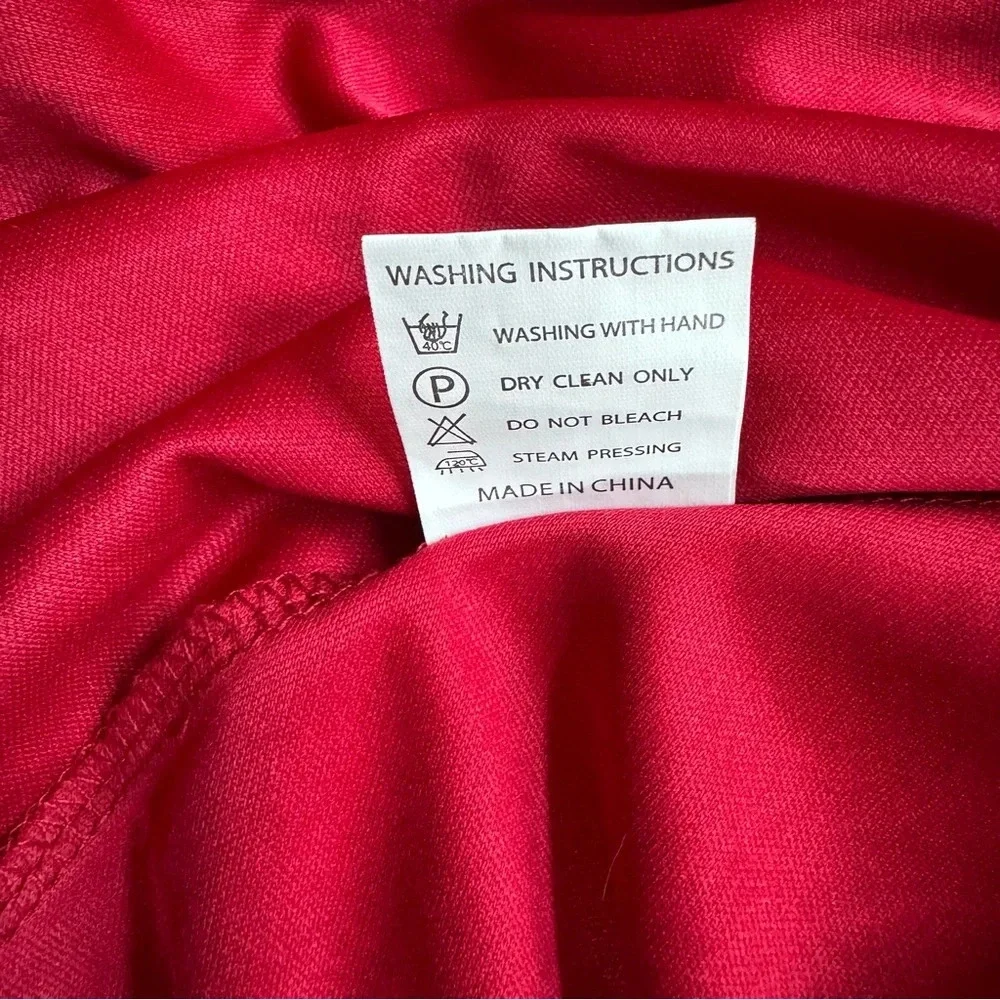 WASHING INSTRUCTIONS
40°C WASHING WITH HAND
P DRY CLEAN ONLY
DO NOT BLEACH
120°C STEAM PRESSING
MADE IN CHINA